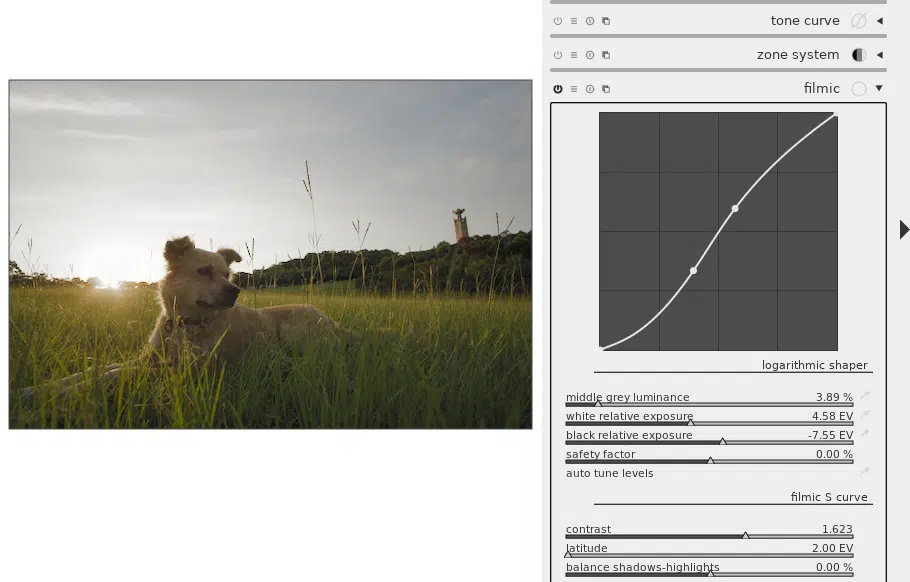 tone curve
zone system
filmic
logarithmic shaper
middle grey luminance 3.89 %
white relative exposure 4.58 EV
black relative exposure -7.55 EV
safety factor 0.00 %
auto tune levels
filmic S curve
contrast 1.623
latitude 2.00 EV
balance shadows-highlights 0.00 %